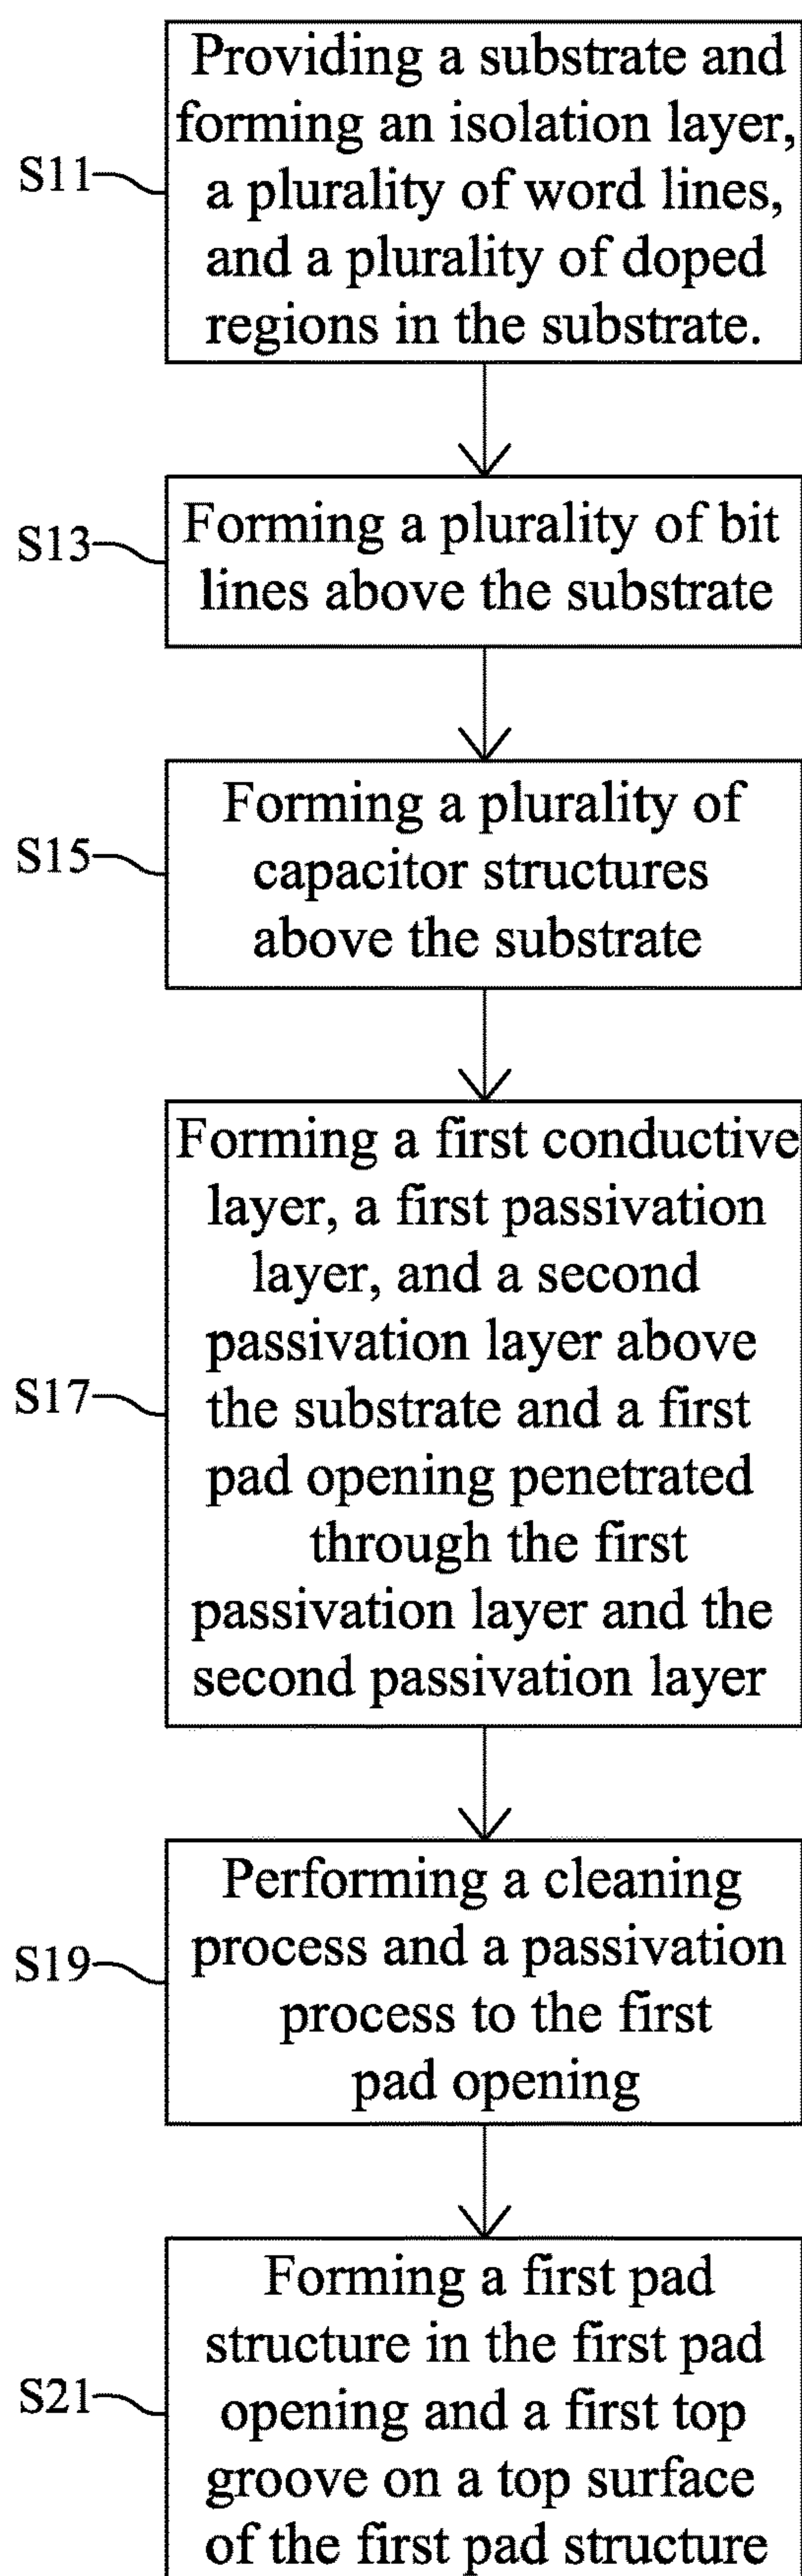 Providing a substrate and
forming an isolation layer,
S11
a plurality of word lines,
and a plurality of doped
regions in the substrate.
S13
Forming a plurality of bit
lines above the substrate
Forming a plurality of
S15
capacitor structures
above the substrate
Forming a first conductive
layer, a first passivation
layer, and a second
passivation layer above
S17
the substrate and a first
pad opening penetrated
through the first
passivation layer and the
second passivation layer
Performing a cleaning
S19
process and a passivation
process to the first
pad opening
Forming a first pad
structure in the first pad
S21
opening and a first top
groove on a top surface
of the first pad structure